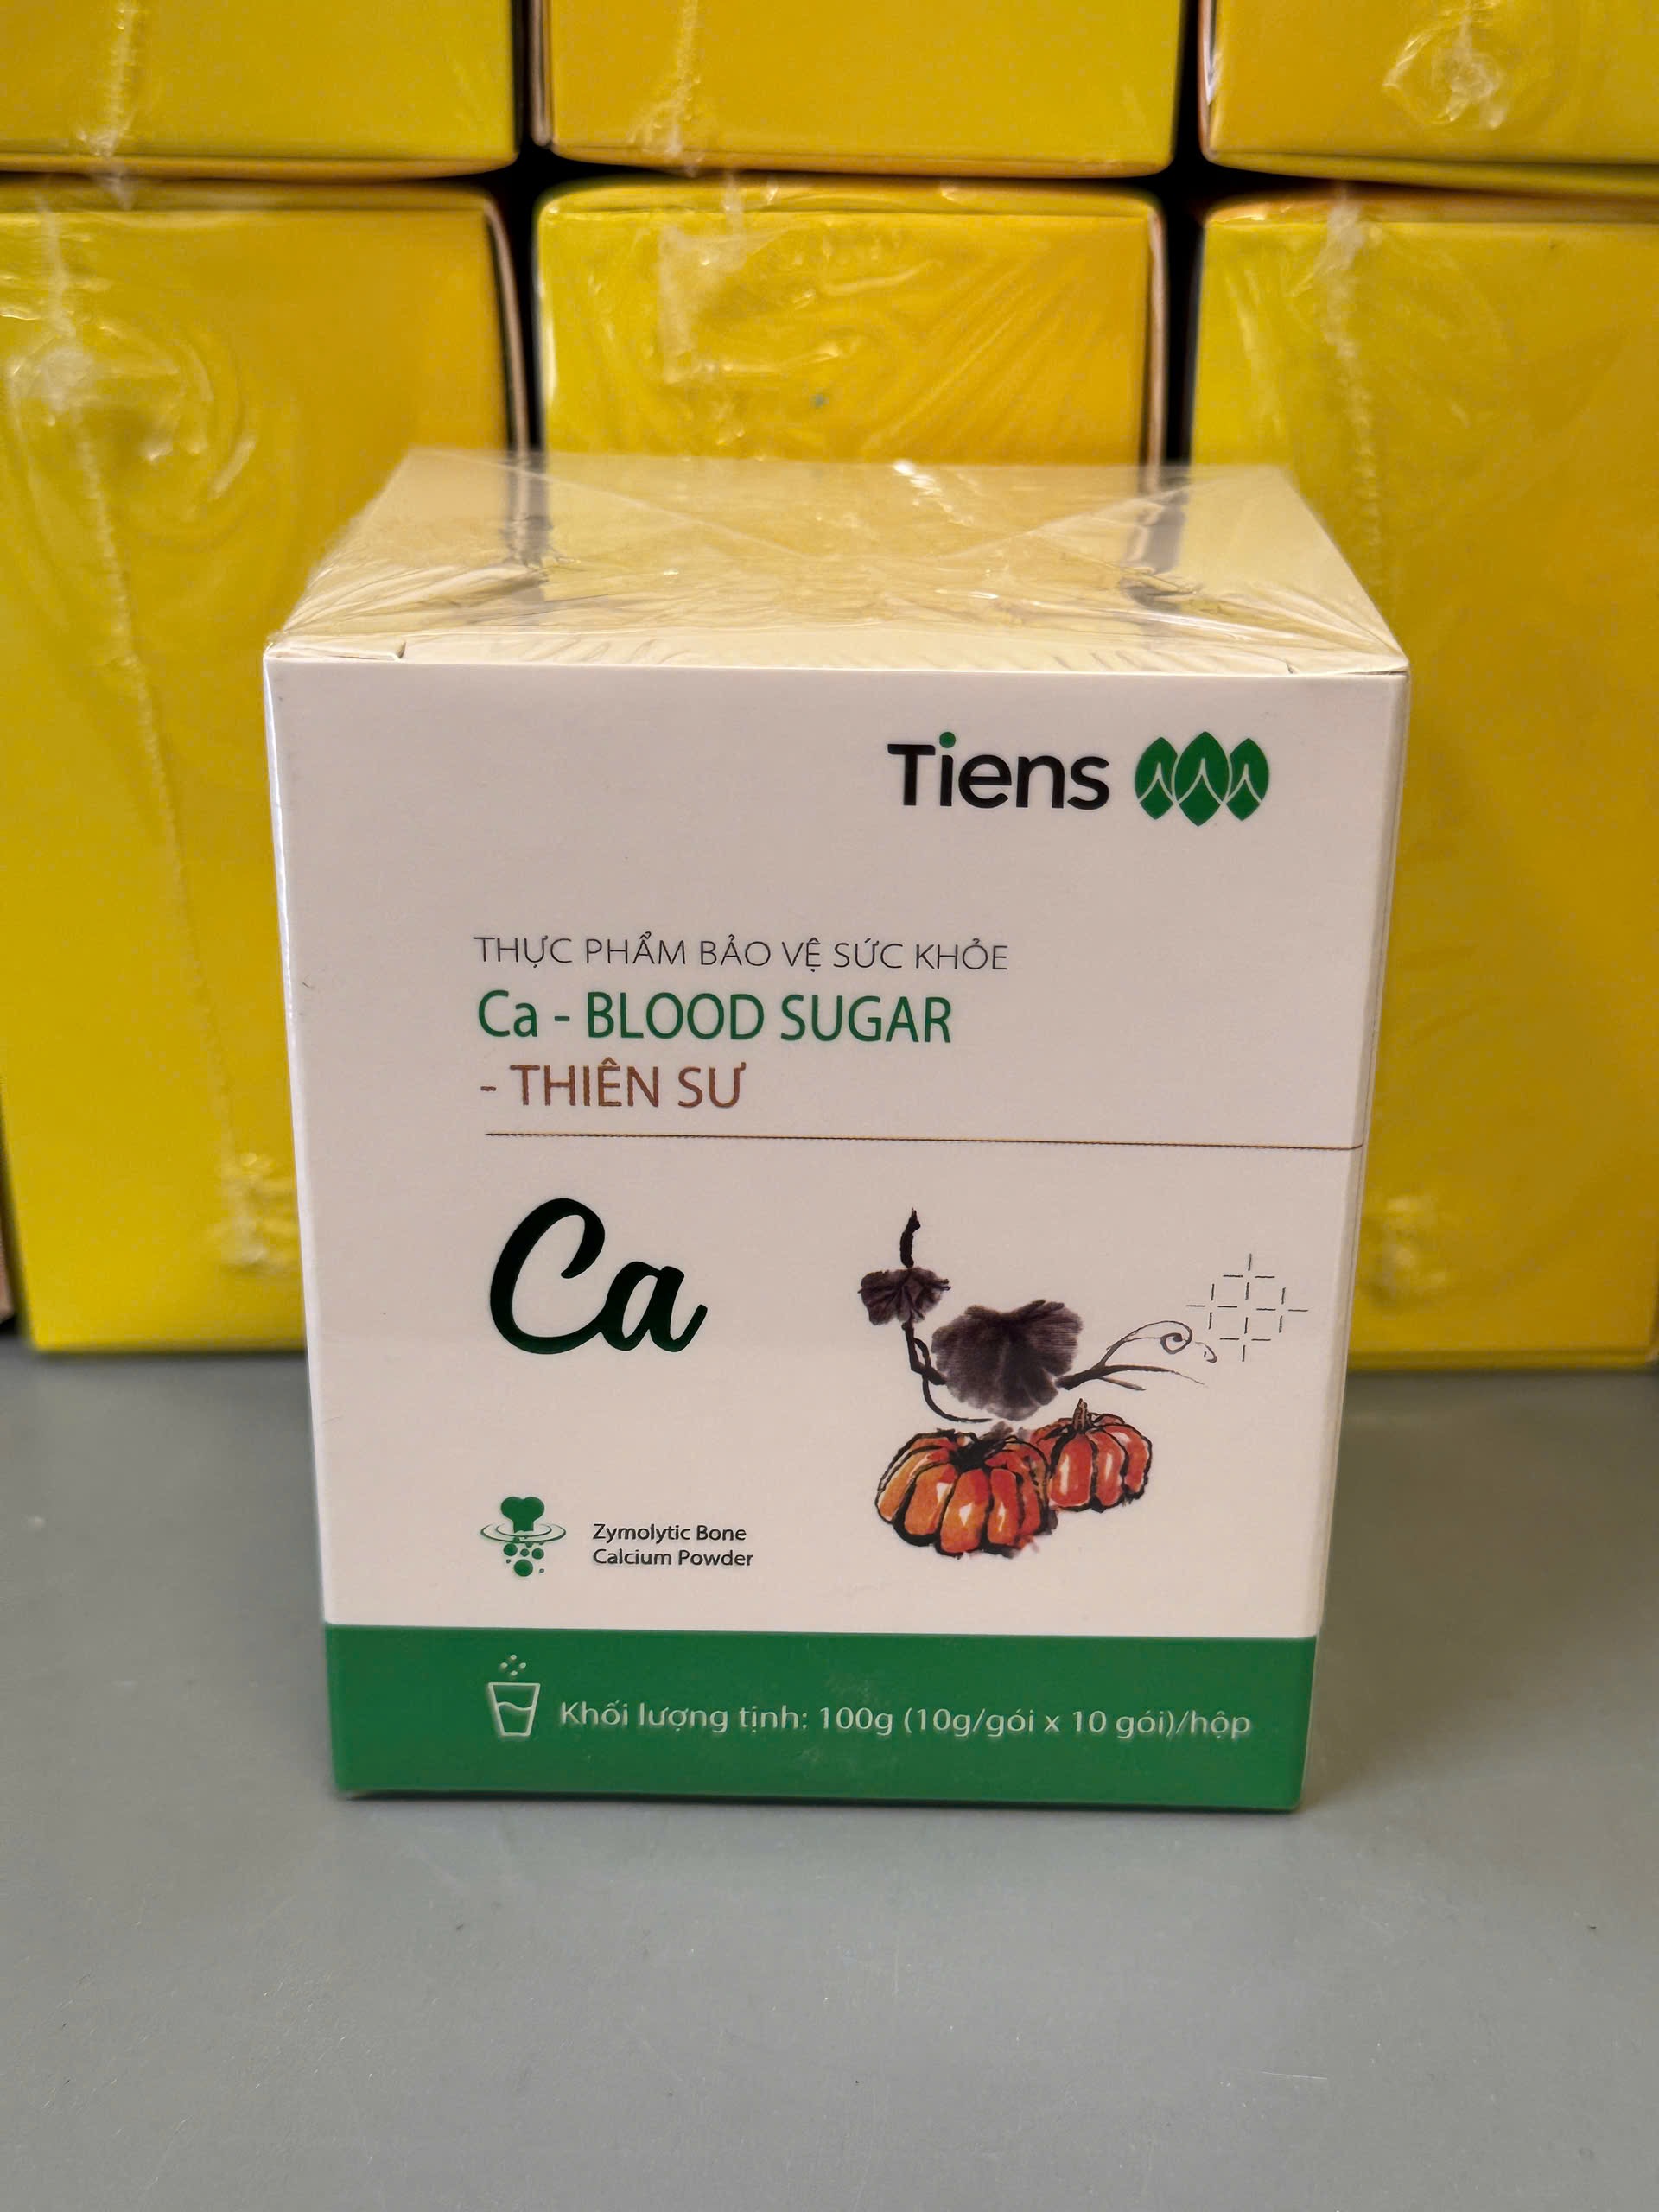 Tiens
THỰC PHẨM BẢO VỆ SỨC KHỎE
Ca - BLOOD SUGAR
- THIÊN SƯ
Ca
Zymolytic Bone
Calcium Powder
Khối lượng tịnh: 100g (10g/gói x 10 gói)/hộp